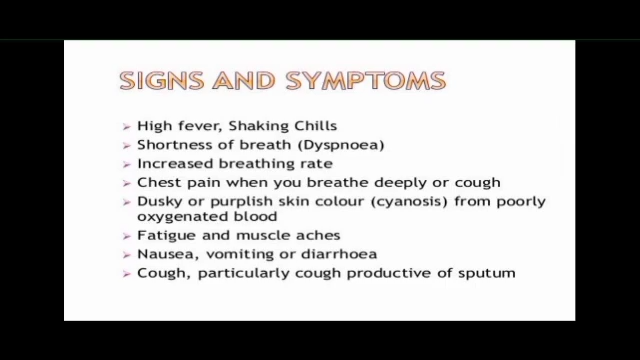 SIGNS AND SYMPTOMS
High fever, Shaking Chills
Shortness of breath (Dyspnoea)
Increased breathing rate
Chest pain when you breathe deeply or cough
Dusky or purplish skin colour (cyanosis) from poorly
oxygenated blood
Fatigue and muscle aches
Nausea, vomiting or diarrhoea
Cough, particularly cough productive of sputum